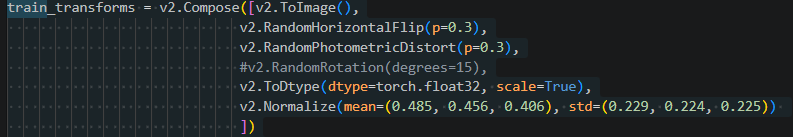 train_transforms = v2.Compose([v2.ToImage(),
v2.RandomHorizontalFlip(p=0.3),
v2.RandomPhotometricDistort(p=0.3),
#v2.RandomRotation(degrees=15),
v2.ToDtype(dtype=torch.float32, scale=True),
v2.Normalize(mean=(0.485, 0.456, 0.406), std=(0.229, 0.224, 0.225))
])